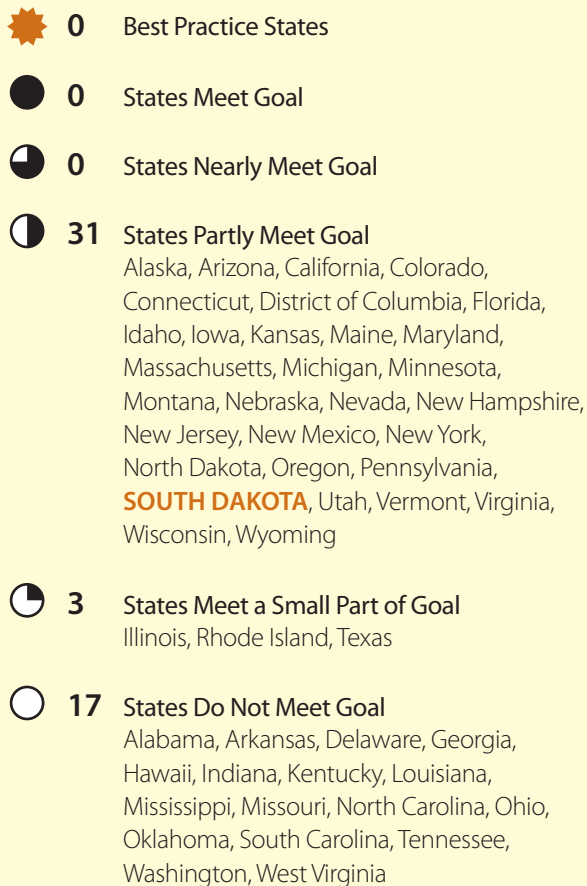 0 Best Practice States
0 States Meet Goal
0 States Nearly Meet Goal
31 States Partly Meet Goal
Alaska, Arizona, California, Colorado,
Connecticut, District of Columbia, Florida,
Idaho, Iowa, Kansas, Maine, Maryland,
Massachusetts, Michigan, Minnesota,
Montana, Nebraska, Nevada, New Hampshire,
New Jersey, New Mexico, New York,
North Dakota, Oregon, Pennsylvania,
SOUTH DAKOTA, Utah, Vermont, Virginia,
Wisconsin, Wyoming
3 States Meet a Small Part of Goal
Illinois, Rhode Island, Texas
17 States Do Not Meet Goal
Alabama, Arkansas, Delaware, Georgia,
Hawaii, Indiana, Kentucky, Louisiana,
Mississippi, Missouri, North Carolina, Ohio,
Oklahoma, South Carolina, Tennessee,
Washington, West Virginia